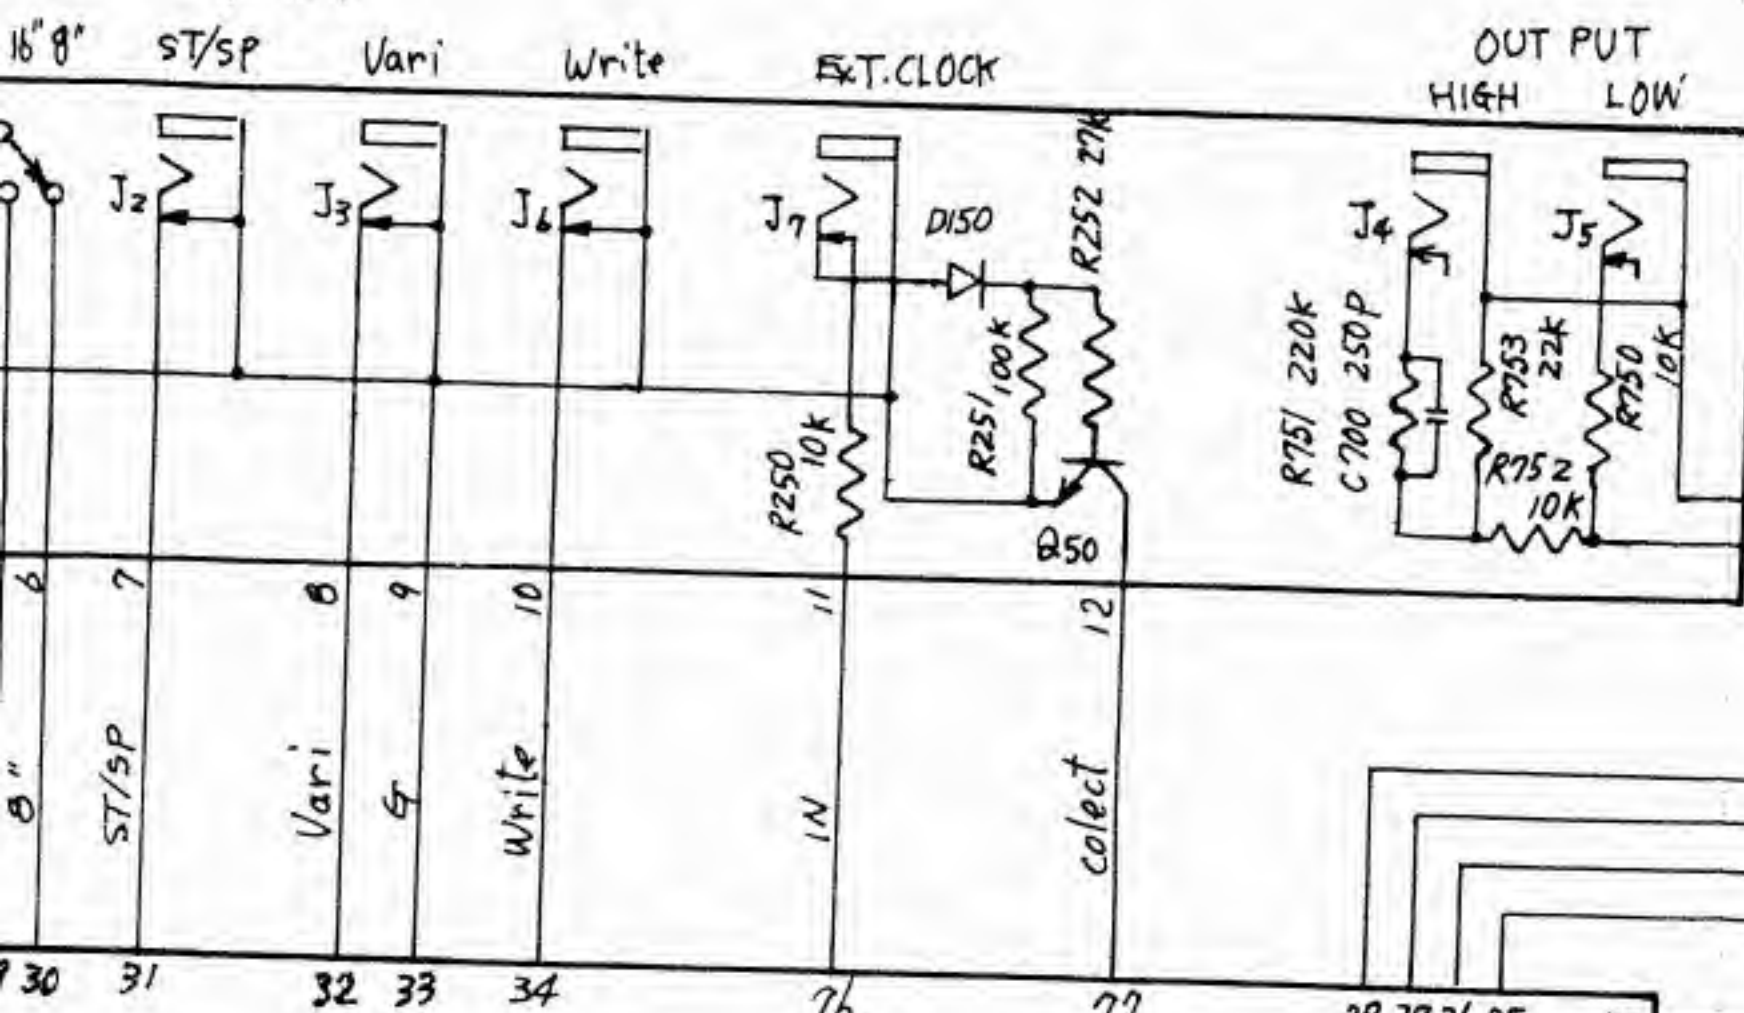 16" 8" ST/SP Vari Write EXT.CLOCK OUT PUT
HIGH LOW
J2 J3 J6 J7 D150 R252 27K J4 J5
R251 100K
R250 10K
Q50
R751 220K
C700 250P
R753 22K
R750 10K
R752
10K
6 7 8 9 10 11 12
8" ST/SP Vari G Write IN Colect
30 31 32 33 34